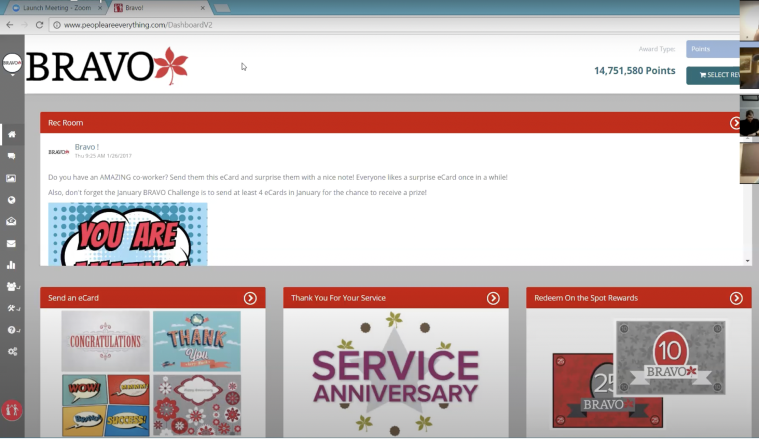 Launch Meeting - Zoom
Bravo!
www.peopleareeverything.com/DashboardV2
BRAVO
BRAVO
Award Type:
Points
14,751,580 Points
SELECT RE
Rec Room
BRAVO
Bravo !
Thu 9:25 AM 1/26/2017
Do you have an AMAZING co-worker? Send them this eCard and surprise them with a nice note! Everyone likes a surprise eCard once in a while!
Also, don't forget the January BRAVO Challenge is to send at least 4 eCards in January for the chance to receive a prize!
YOU ARE
AMAZING
Send an eCard
Thank You For Your Service
Redeem On the Spot Rewards
CONGRATULATIONS
THANK
You
WOW!
SUCCESS!
SERVICE
ANNIVERSARY
25
10
BRAVO
25
BRAVO